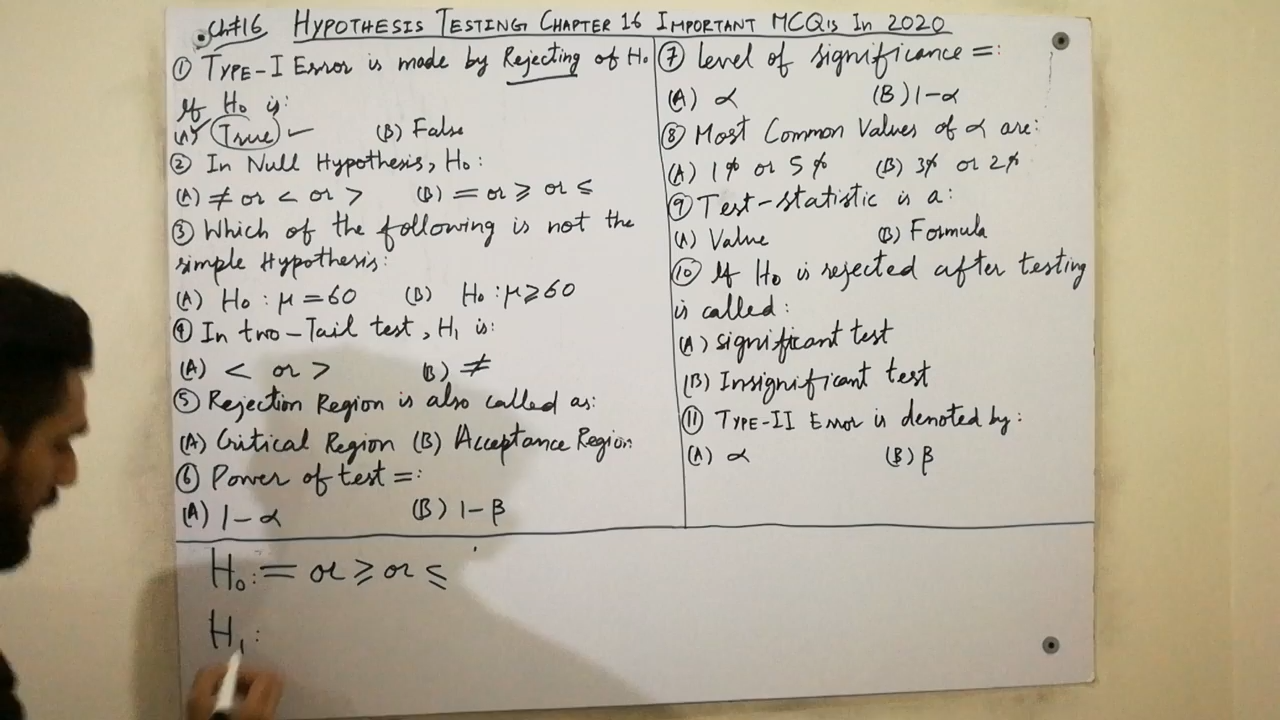 Ch#16 HYPOTHESIS TESTING CHAPTER 16 IMPORTANT MCQ's In 2020
① TYPE-I Error is made by Rejecting of H₀
If H₀ is:
(A) True (B) False
② In Null Hypothesis, H₀:
(A) ≠ or < or > (B) = or ≥ or ≤
③ Which of the following is not the
simple Hypothesis:
(A) H₀ : μ = 60 (B) H₀ : μ ≥ 60
④ In two-Tail test, H₁ is:
(A) < or > (B) ≠
⑤ Rejection Region is also called as:
(A) Critical Region (B) Acceptance Region
⑥ Power of test =:
(A) 1-α (B) 1-β
⑦ Level of significance =:
(A) α (B) 1-α
⑧ Most Common Values of α are:
(A) 1% or 5% (B) 3% or 2%
⑨ Test-statistic is a:
(A) Value (B) Formula
⑩ If H₀ is rejected after testing
is called:
(A) significant test
(B) Insignificant test
⑪ TYPE-II Error is denoted by:
(A) α (B) β
H₀: = or ≥ or ≤
H₁: